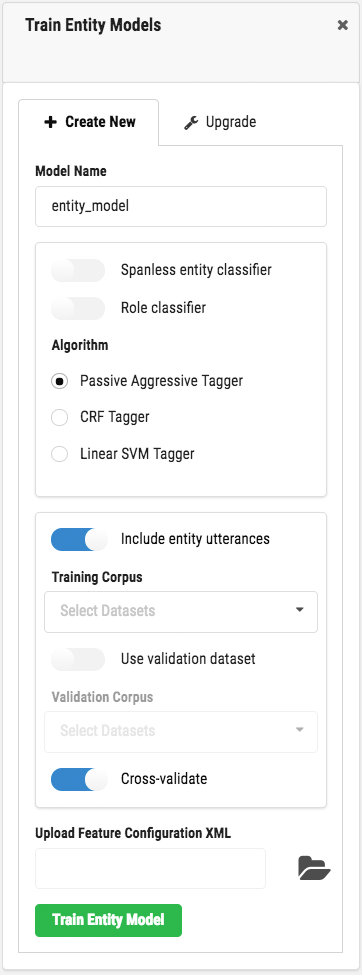 Train Entity Models
Create New
Upgrade
Model Name
entity_model
Spanless entity classifier
Role classifier
Algorithm
Passive Aggressive Tagger
CRF Tagger
Linear SVM Tagger
Include entity utterances
Training Corpus
Select Datasets
Use validation dataset
Validation Corpus
Select Datasets
Cross-validate
Upload Feature Configuration XML
Train Entity Model